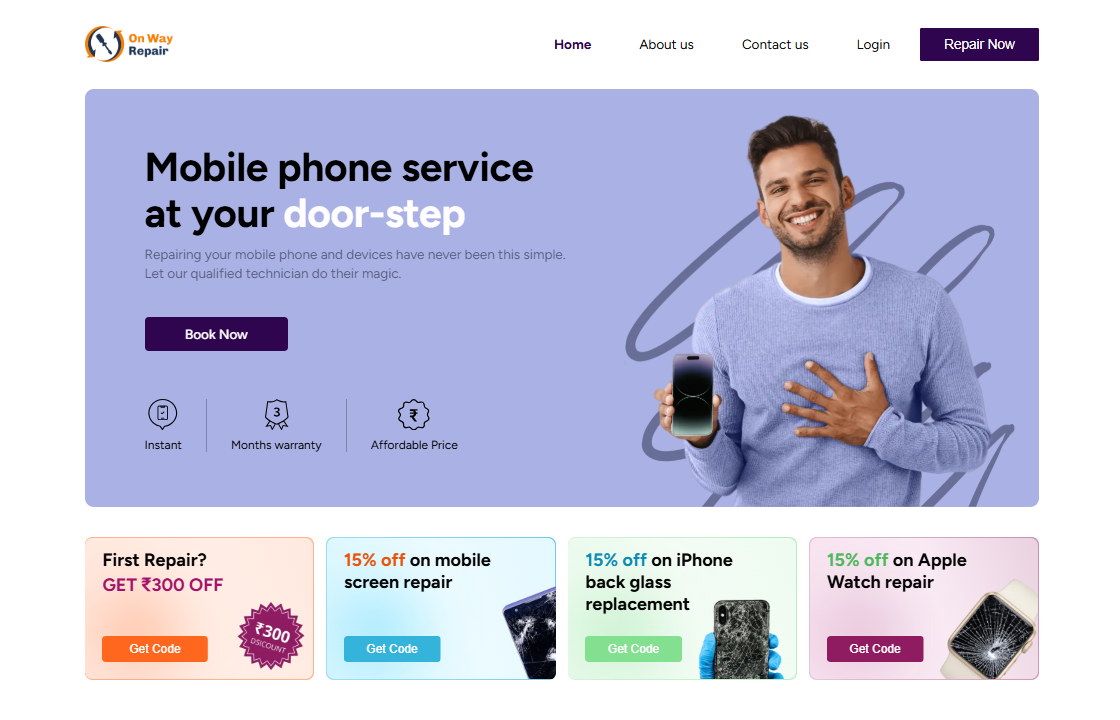 On Way
Repair
Home
About us
Contact us
Login
Repair Now
Mobile phone service
at your door-step
Repairing your mobile phone and devices have never been this simple.
Let our qualified technician do their magic.
Book Now
3
₹
Instant
Months warranty
Affordable Price
First Repair?
GET ₹300 OFF
₹300
DSICOUNT
Get Code
15% off on mobile
screen repair
Get Code
15% off on iPhone
back glass
replacement
Get Code
15% off on Apple
Watch repair
Get Code